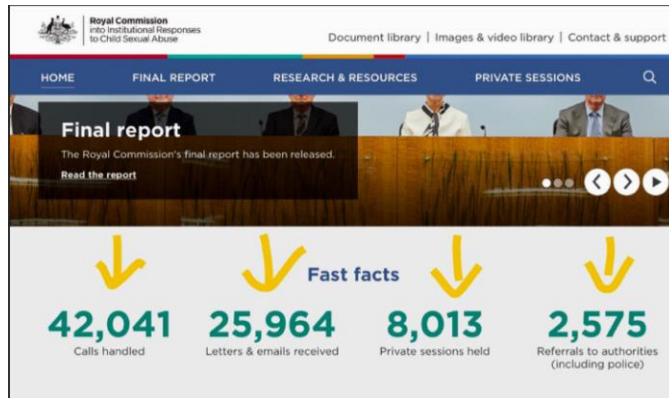 Royal Commission
into Institutional Responses
to Child Sexual Abuse
Document library | Images & video library | Contact & support
HOME FINAL REPORT RESEARCH & RESOURCES PRIVATE SESSIONS
Final report
The Royal Commission's final report has been released.
Read the report
Fast facts
42,041 25,964 8,013 2,575
Calls handled Letters & emails received Private sessions held Referrals to authorities
(including police)